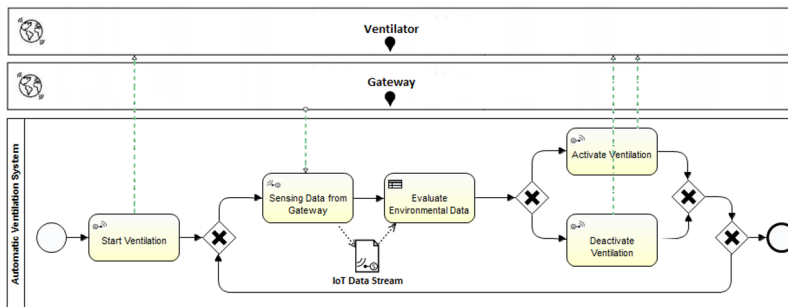 Ventilator
Gateway
Automatic Ventilation System
Start Ventilation
Sensing Data from
Gateway
Evaluate
Environmental Data
Activate Ventilation
Deactivate
Ventilation
IoT Data Stream